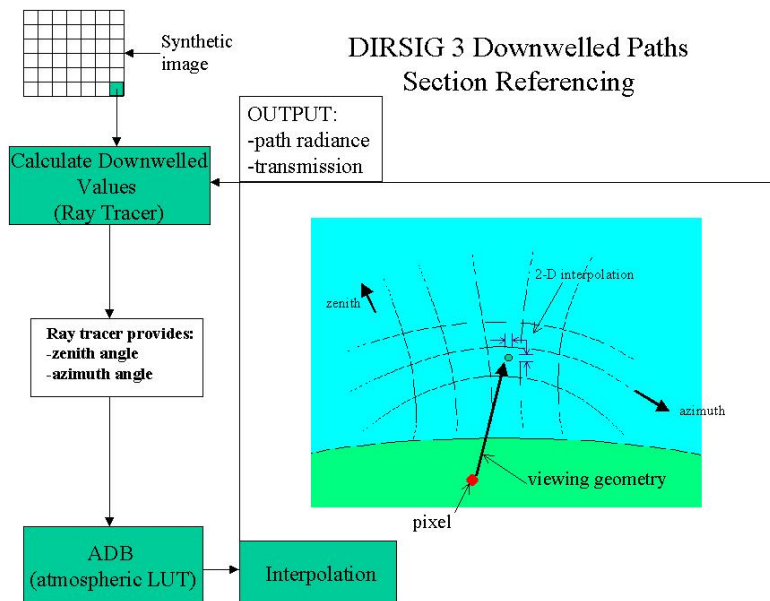 DIRSIG 3 Downwelled Paths
Section Referencing
Synthetic
image
OUTPUT:
-path radiance
-transmission
Calculate Downwelled
Values
(Ray Tracer)
Ray tracer provides:
-zenith angle
-azimuth angle
ADB
(atmospheric LUT)
Interpolation
2-D interpolation
zenith
azimuth
viewing geometry
pixel